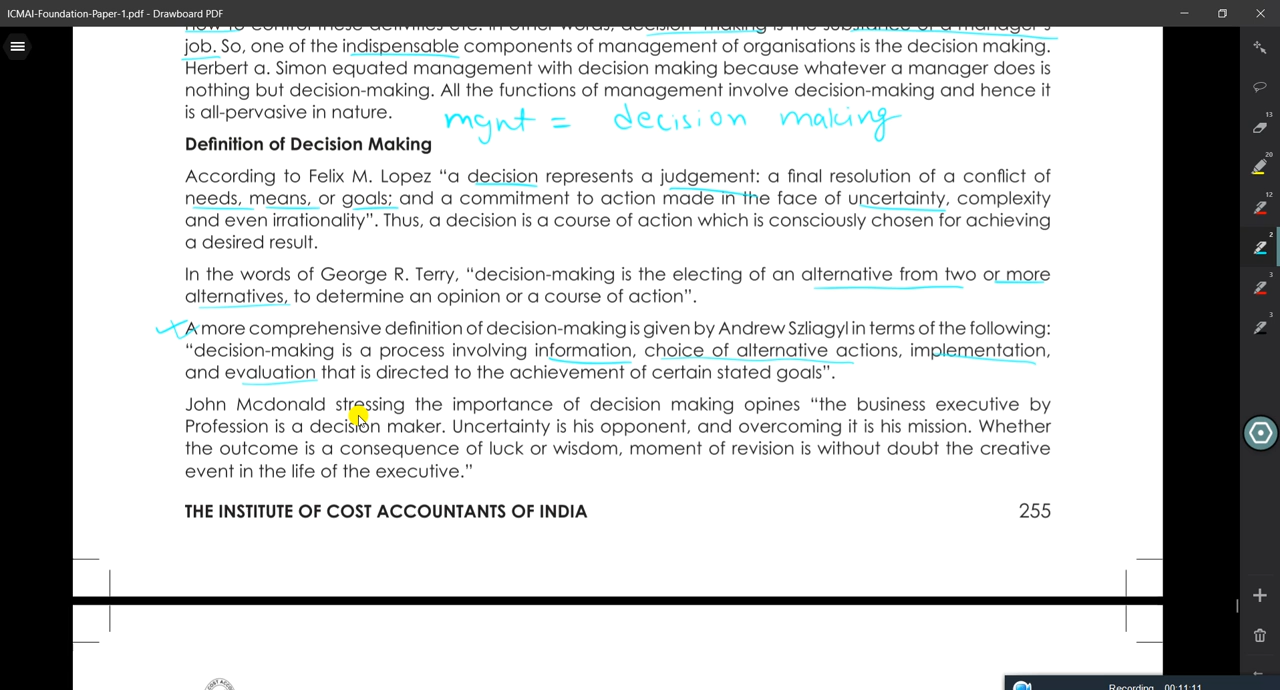 ICMAI-Foundation-Paper-1.pdf - Drawboard PDF
job. So, one of the indispensable components of management of organisations is the decision making.
Herbert a. Simon equated management with decision making because whatever a manager does is
nothing but decision-making. All the functions of management involve decision-making and hence it
is all-pervasive in nature.
mgnt = decision making
Definition of Decision Making
According to Felix M. Lopez “a decision represents a judgement: a final resolution of a conflict of
needs, means, or goals; and a commitment to action made in the face of uncertainty, complexity
and even irrationality”. Thus, a decision is a course of action which is consciously chosen for achieving
a desired result.
In the words of George R. Terry, “decision-making is the electing of an alternative from two or more
alternatives, to determine an opinion or a course of action”.
A more comprehensive definition of decision-making is given by Andrew Szliagyl in terms of the following:
“decision-making is a process involving information, choice of alternative actions, implementation,
and evaluation that is directed to the achievement of certain stated goals”.
John Mcdonald stressing the importance of decision making opines “the business executive by
Profession is a decision maker. Uncertainty is his opponent, and overcoming it is his mission. Whether
the outcome is a consequence of luck or wisdom, moment of revision is without doubt the creative
event in the life of the executive.”
THE INSTITUTE OF COST ACCOUNTANTS OF INDIA 255
13
20
12
2
3
3
Recording 00:11:11